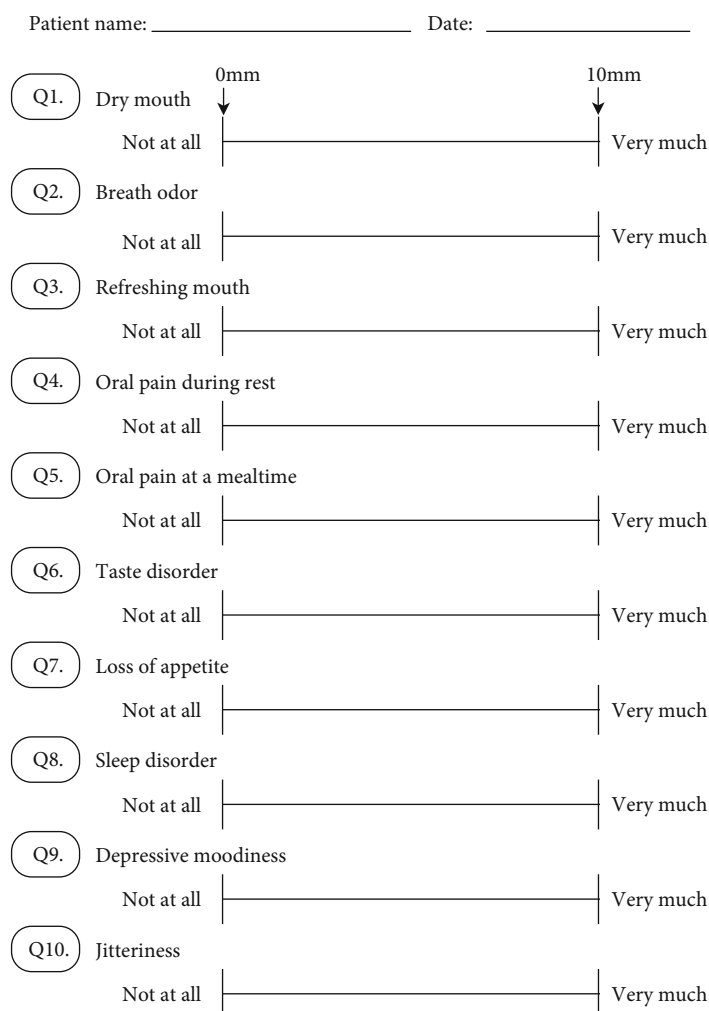 Patient name: Date:
0mm 10mm
Q1. Dry mouth
Not at all Very much
Q2. Breath odor
Not at all Very much
Q3. Refreshing mouth
Not at all Very much
Q4. Oral pain during rest
Not at all Very much
Q5. Oral pain at a mealtime
Not at all Very much
Q6. Taste disorder
Not at all Very much
Q7. Loss of appetite
Not at all Very much
Q8. Sleep disorder
Not at all Very much
Q9. Depressive moodiness
Not at all Very much
Q10. Jitteriness
Not at all Very much